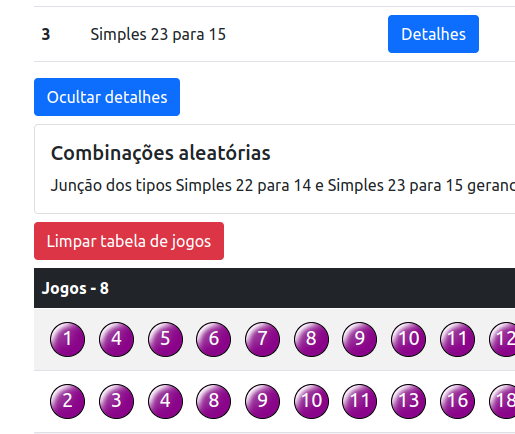 3 Simples 23 para 15 Detalhes
Ocultar detalhes
Combinações aleatórias
Junção dos tipos Simples 22 para 14 e Simples 23 para 15
Limpar tabela de jogos
Jogos - 8
1 4 5 6 7 8 9 10 11 12
2 3 4 8 9 10 11 13 16 18